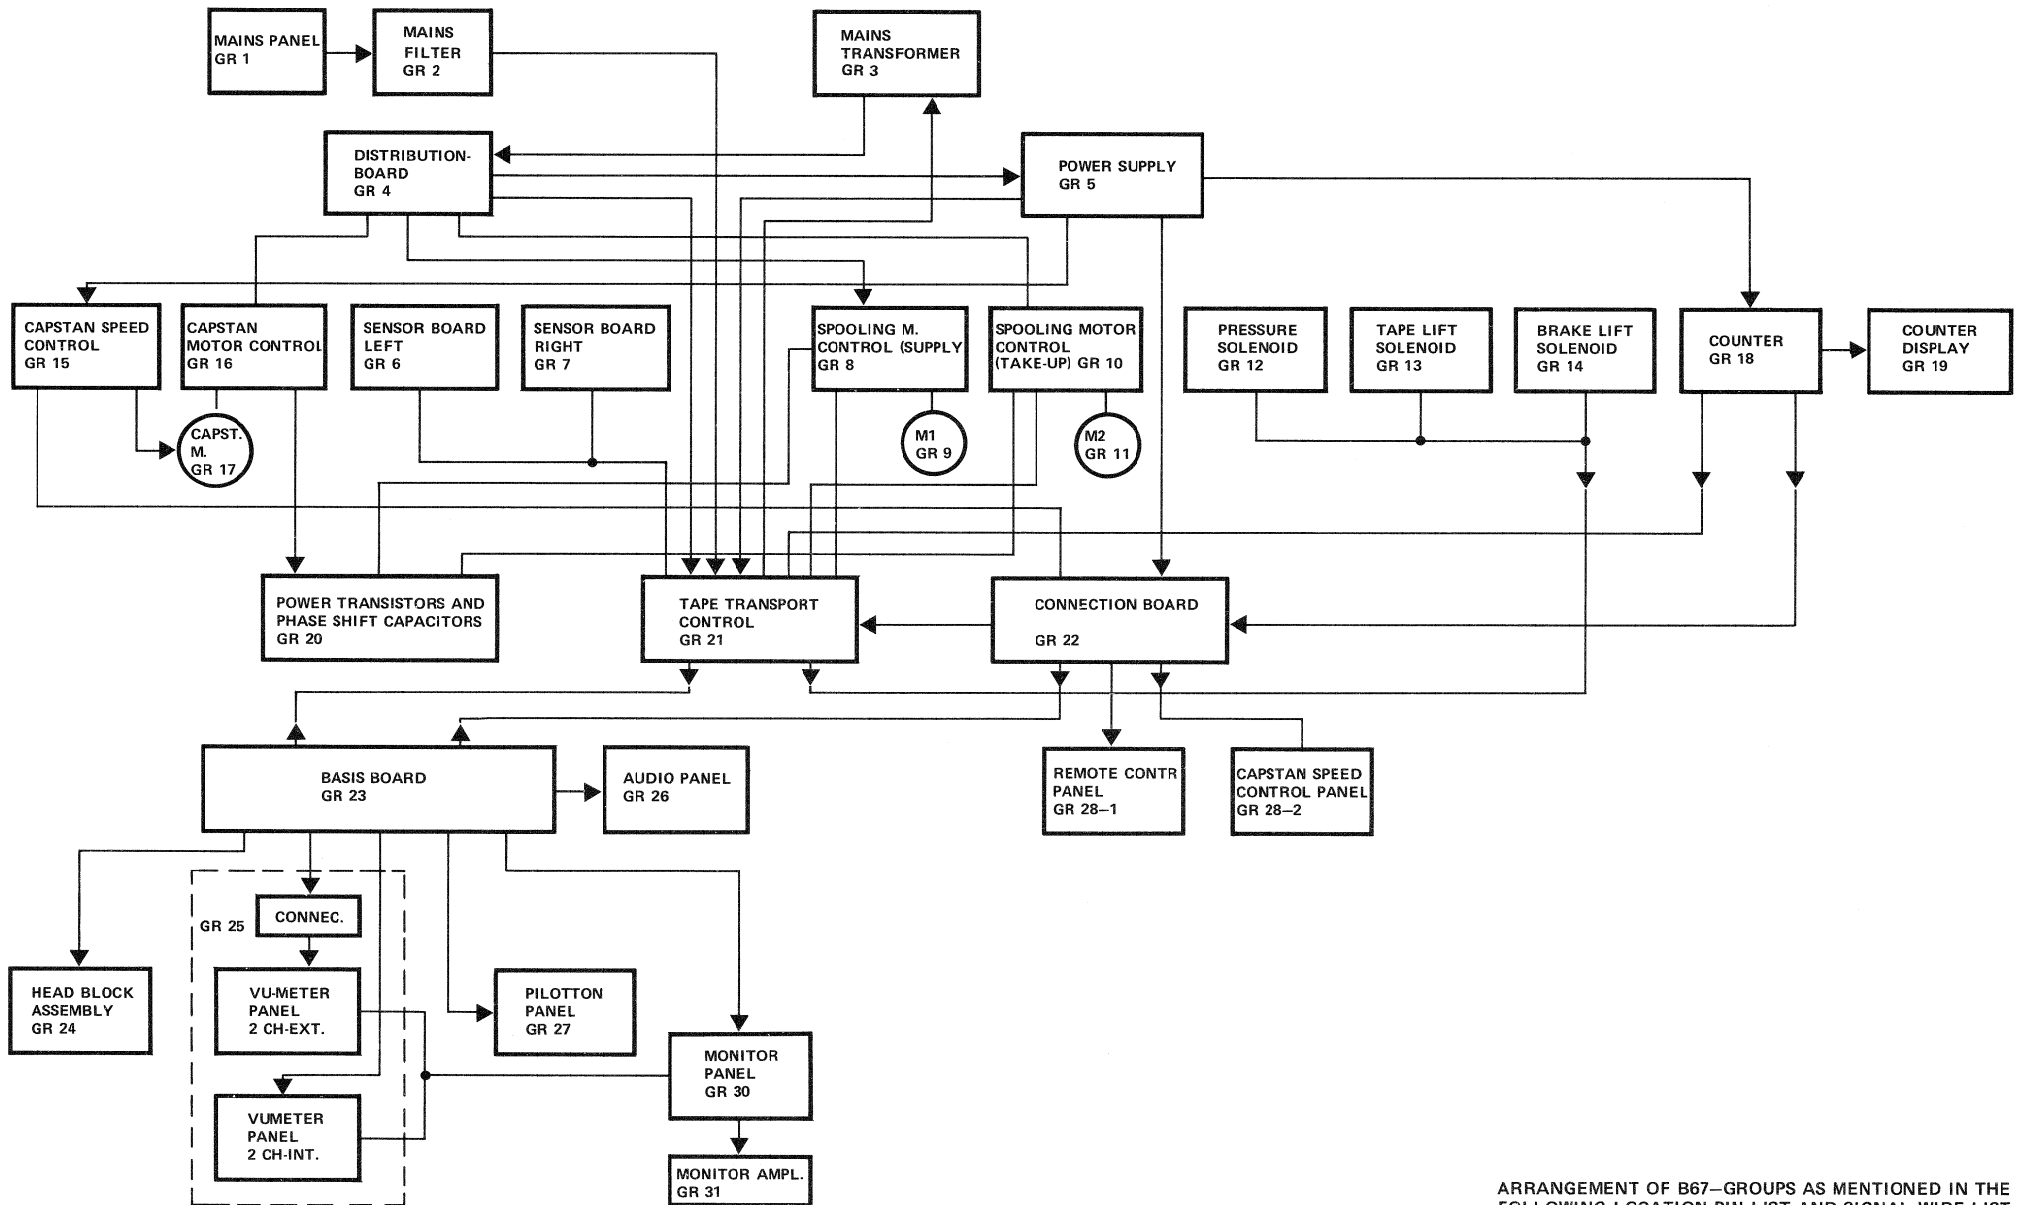 MAINS PANEL
GR 1
MAINS
FILTER
GR 2
MAINS
TRANSFORMER
GR 3
DISTRIBUTION-
BOARD
GR 4
POWER SUPPLY
GR 5
CAPSTAN SPEED
CONTROL
GR 15
CAPSTAN
MOTOR CONTROL
GR 16
SENSOR BOARD
LEFT
GR 6
SENSOR BOARD
RIGHT
GR 7
SPOOLING M.
CONTROL (SUPPLY
GR 8
SPOOLING MOTOR
CONTROL
(TAKE-UP) GR 10
PRESSURE
SOLENOID
GR 12
TAPE LIFT
SOLENOID
GR 13
BRAKE LIFT
SOLENOID
GR 14
COUNTER
GR 18
COUNTER
DISPLAY
GR 19
CAPST.
M.
GR 17
M1
GR 9
M2
GR 11
POWER TRANSISTORS AND
PHASE SHIFT CAPACITORS
GR 20
TAPE TRANSPORT
CONTROL
GR 21
CONNECTION BOARD
GR 22
BASIS BOARD
GR 23
AUDIO PANEL
GR 26
REMOTE CONTR
PANEL
GR 28–1
CAPSTAN SPEED
CONTROL PANEL
GR 28–2
GR 25
CONNEC.
HEAD BLOCK
ASSEMBLY
GR 24
VU-METER
PANEL
2 CH-EXT.
PILOTTON
PANEL
GR 27
MONITOR
PANEL
GR 30
VUMETER
PANEL
2 CH-INT.
MONITOR AMPL.
GR 31
ARRANGEMENT OF B67–GROUPS AS MENTIONED IN THE
FOLLOWING LOCATION PIN LIST AND SIGNAL WIRE LIST